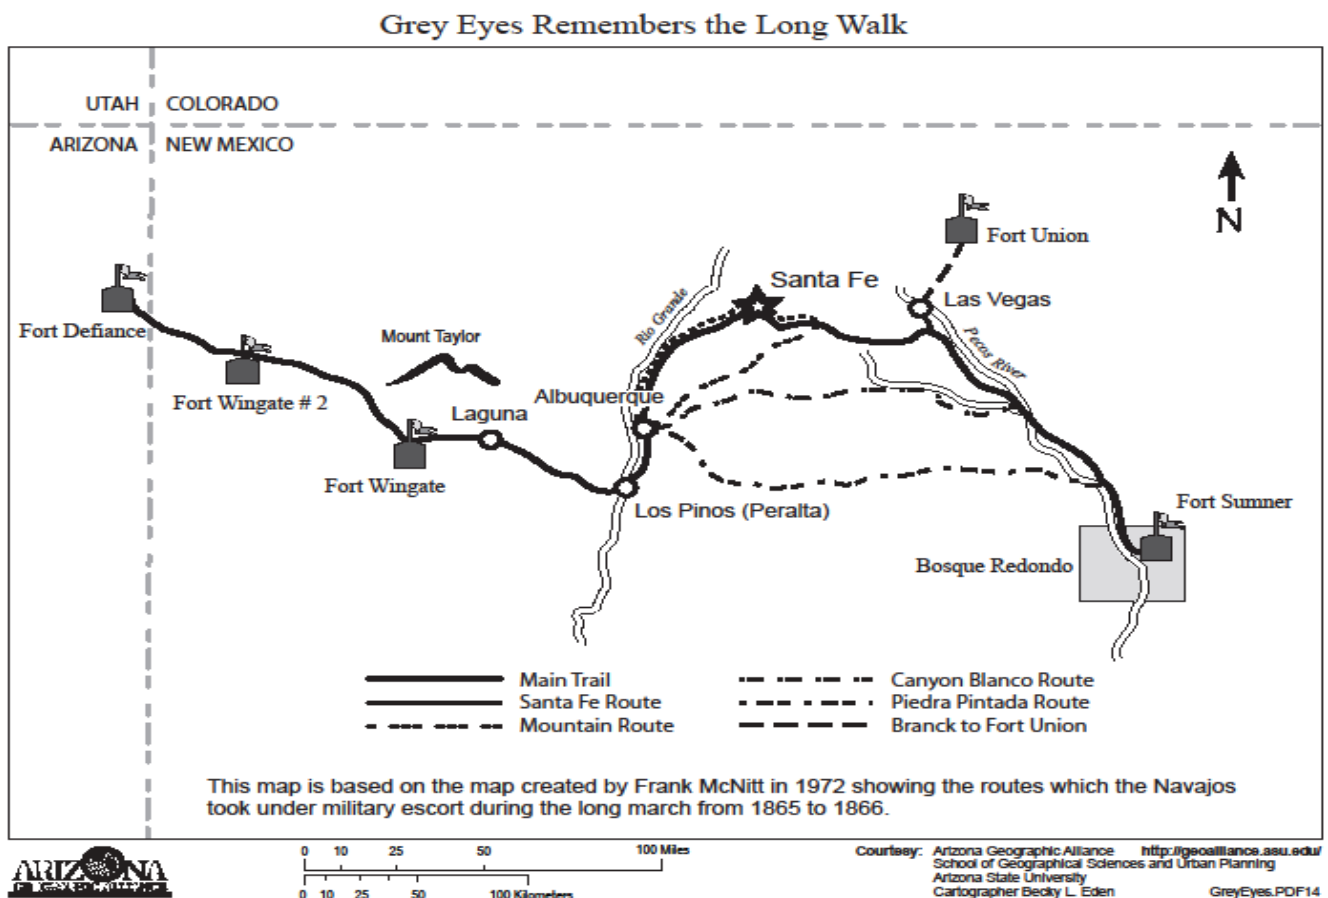 Grey Eyes Remembers the Long Walk
UTAH COLORADO
ARIZONA NEW MEXICO
N
Fort Union
Santa Fe
Las Vegas
Rio Grande
Fort Defiance
Mount Taylor
Pecos River
Fort Wingate # 2
Albuquerque
Laguna
Fort Wingate
Los Pinos (Peralta)
Fort Sumner
Bosque Redondo
Main Trail
Santa Fe Route
Mountain Route
Canyon Blanco Route
Piedra Pintada Route
Branck to Fort Union
This map is based on the map created by Frank McNitt in 1972 showing the routes which the Navajos
took under military escort during the long march from 1865 to 1866.
ARIZONA
0 10 25 50 100 Miles
0 10 25 50 100 Kilometers
Courtesy: Arizona Geographic Alliance http://geoalliance.asu.edu/
School of Geographical Sciences and Urban Planning
Arizona State University
Cartographer Becky L. Eden GreyEyes.PDF14